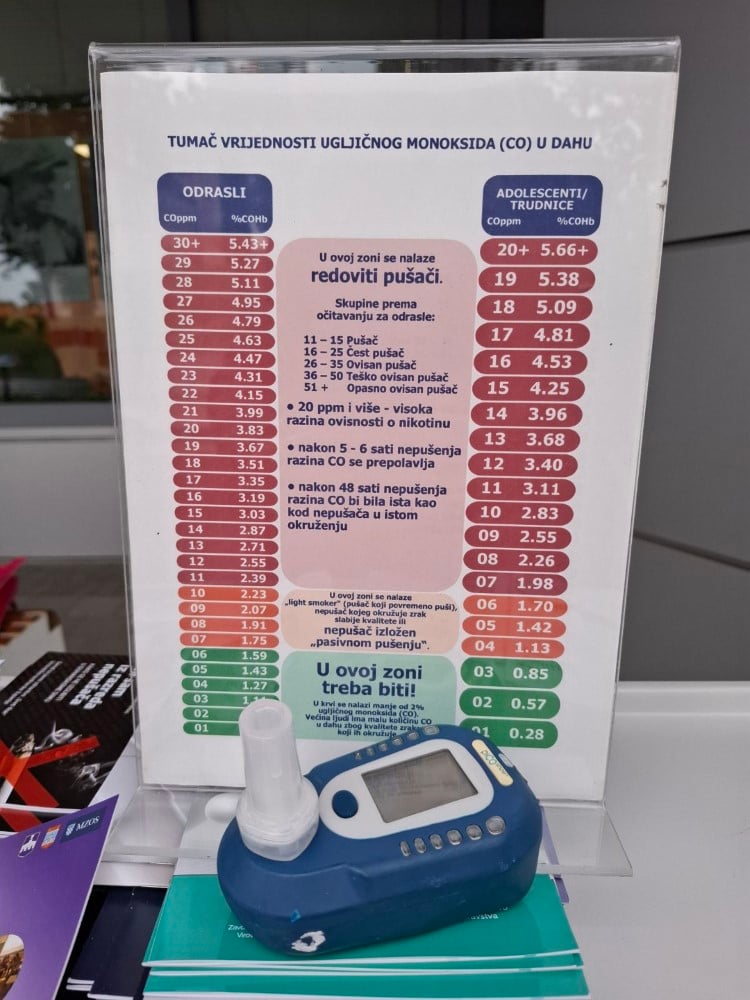 TUMAČ VRIJEDNOSTI UGLJIČNOG MONOKSIDA (CO) U DAHU
ODRASLI
COppm %COHb
30+ 5.43+
29 5.27
28 5.11
27 4.95
26 4.79
25 4.63
24 4.47
23 4.31
22 4.15
21 3.99
20 3.83
19 3.67
18 3.51
17 3.35
16 3.19
15 3.03
14 2.87
13 2.71
12 2.55
11 2.39
10 2.23
09 2.07
08 1.91
07 1.75
06 1.59
05 1.43
04 1.27
03
02
01
U ovoj zoni se nalaze
redoviti pušači.
Skupine prema
očitavanju za odrasle:
11 – 15 Pušač
16 – 25 Čest pušač
26 – 35 Ovisan pušač
36 – 50 Teško ovisan pušač
51 + Opasno ovisan pušač
• 20 ppm i više - visoka
razina ovisnosti o nikotinu
• nakon 5 - 6 sati nepušenja
razina CO se prepolavlja
• nakon 48 sati nepušenja
razina CO bi bila ista kao
kod nepušača u istom
okruženju
U ovoj zoni se nalaze
„light smoker" (pušač koji povremeno puši),
nepušač kojeg okružuje zrak
slabije kvalitete ili
nepušač izložen
„pasivnom pušenju".
U ovoj zoni
treba biti!
U krvi se nalazi manje od 2%
ugljičnog monoksida (CO).
Većina ljudi ima malu količinu CO
u dahu zbog kvalitete zraka
koji ih okružuje
ADOLESCENTI/
TRUDNICE
COppm %COHb
20+ 5.66+
19 5.38
18 5.09
17 4.81
16 4.53
15 4.25
14 3.96
13 3.68
12 3.40
11 3.11
10 2.83
09 2.55
08 2.26
07 1.98
06 1.70
05 1.42
04 1.13
03 0.85
02 0.57
01 0.28
pico
MZOS